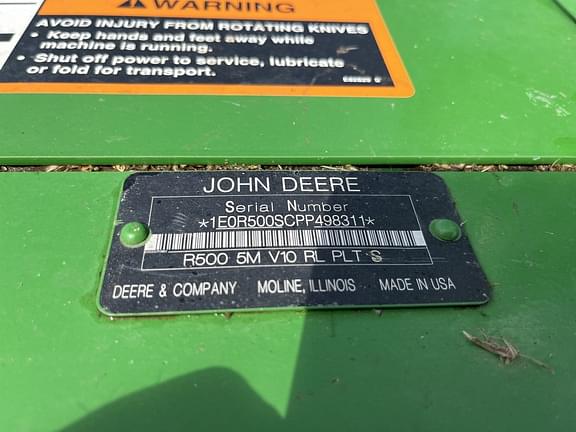 WARNING
AVOID INJURY FROM ROTATING KNIVES
• Keep hands and feet away while
machine is running.
• Shut off power to service, lubricate
or fold for transport.
JOHN DEERE
Serial Number
*1E0R500SCPP498311*
R500 5M V10 RL PLT S
DEERE & COMPANY MOLINE, ILLINOIS MADE IN USA